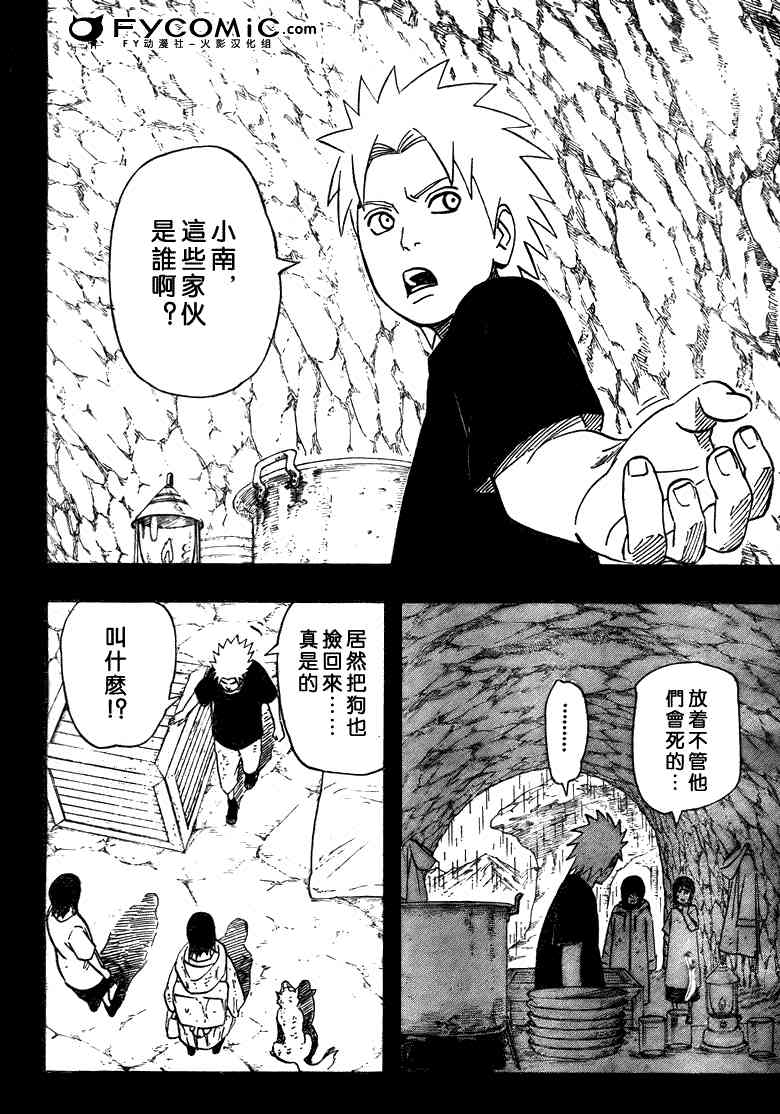 FYCOMIC.com
FY动漫社-火影汉化组
小南，
這些家伙
是誰啊？
放着不管他
們會死的…
………
居然把狗也
撿回來……
真是的
叫什麼!?